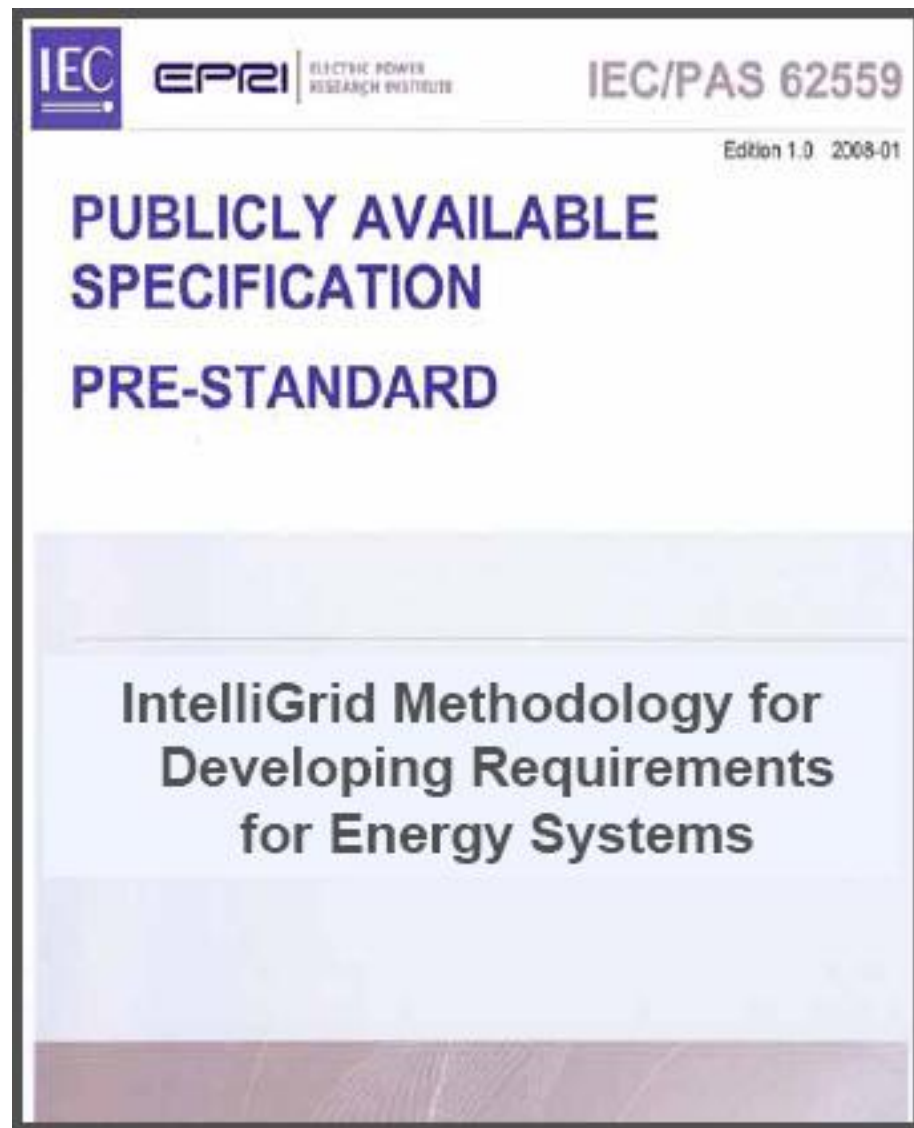 IEC
EPRI
ELECTRIC POWER
RESEARCH INSTITUTE
IEC/PAS 62559
Edition 1.0 2008-01
PUBLICLY AVAILABLE
SPECIFICATION
PRE-STANDARD
IntelliGrid Methodology for
Developing Requirements
for Energy Systems